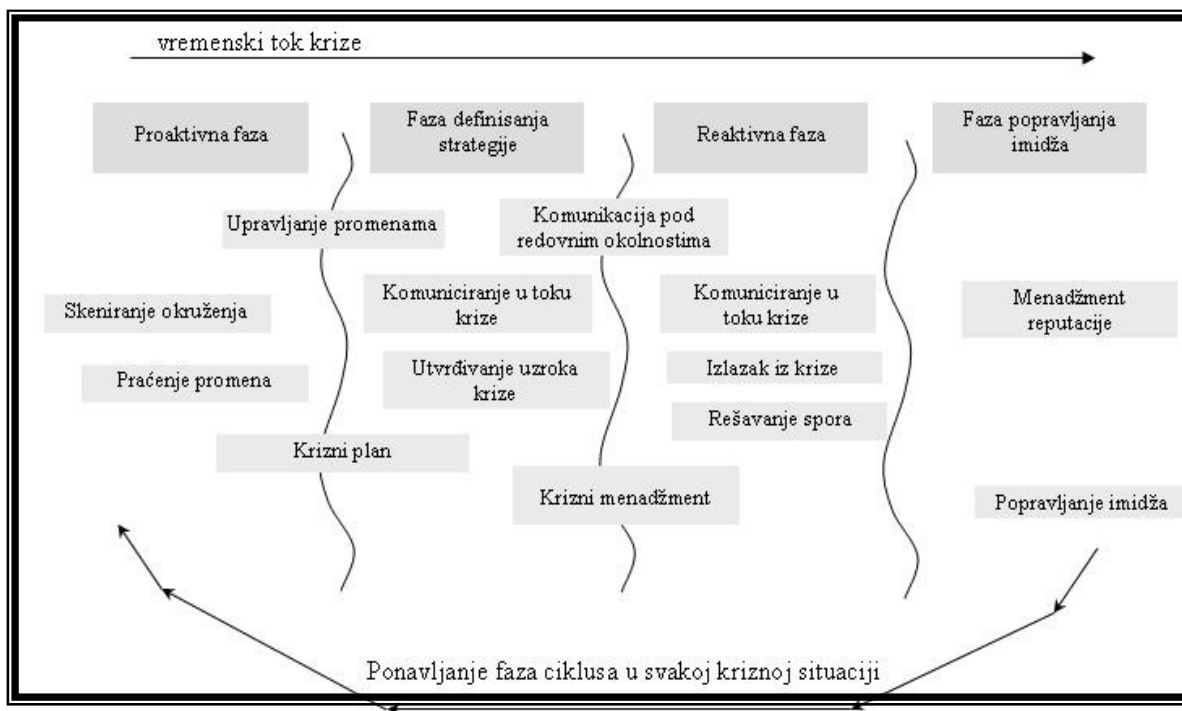 vremenski tok krize
Proaktivna faza
Faza definisanja
strategije
Reaktivna faza
Faza popravljanja
imidža
Upravljanje promenama
Komunikacija pod
redovnim okolnostima
Skeniranje okruženja
Komuniciranje u toku
krize
Komuniciranje u
toku krize
Menadžment
reputacije
Praćenje promena
Utvrđivanje uzroka
krize
Izlazak iz krize
Rešavanje spora
Krizni plan
Krizni menadžment
Popravljanje imidža
Ponavljanje faza ciklusa u svakoj kriznoj situaciji